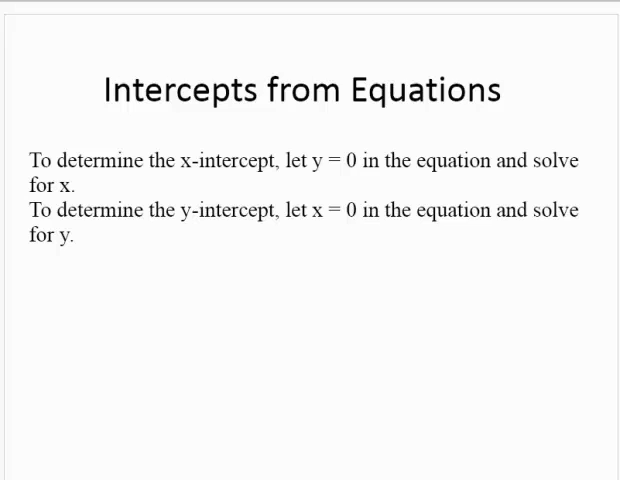 Intercepts from Equations
To determine the x-intercept, let y = 0 in the equation and solve
for x.
To determine the y-intercept, let x = 0 in the equation and solve
for y.